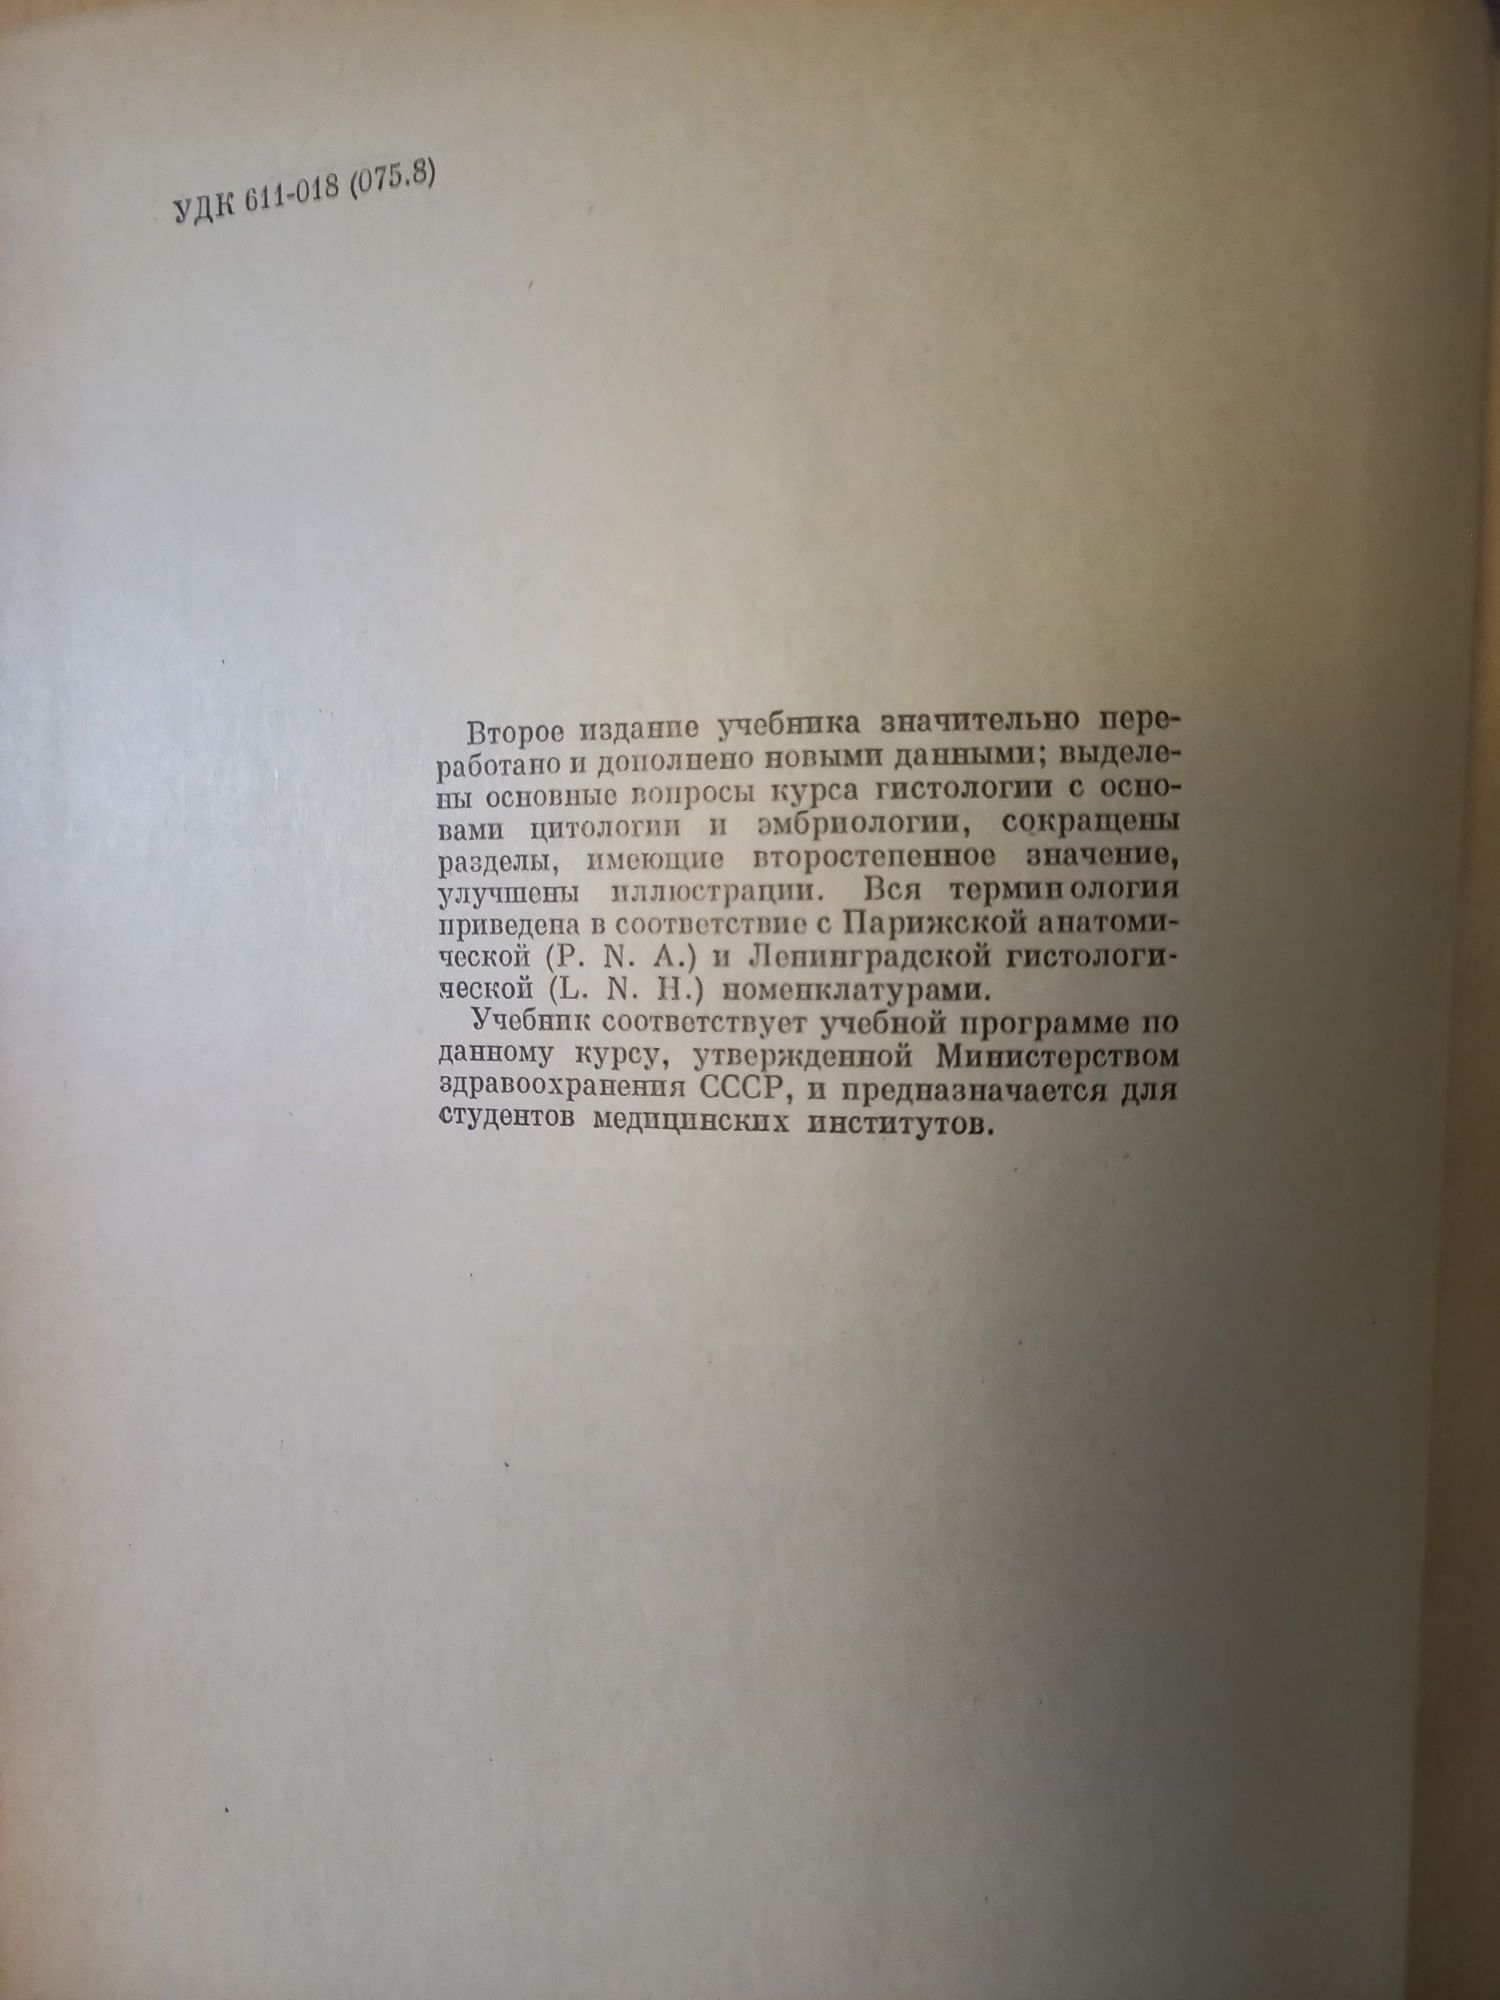 УДК 611-018 (075.8)
Второе издание учебника значительно пере-
работано и дополнено новыми данными; выделе-
ны основные вопросы курса гистологии с осно-
вами цитологии и эмбриологии, сокращены
разделы, имеющие второстепенное значение,
улучшены иллюстрации. Вся терминология
приведена в соответствие с Парижской анатоми-
ческой (P. N. A.) и Ленинградской гистологи-
ческой (L. N. H.) номенклатурами.
Учебник соответствует учебной программе по
данному курсу, утвержденной Министерством
здравоохранения СССР, и предназначается для
студентов медицинских институтов.